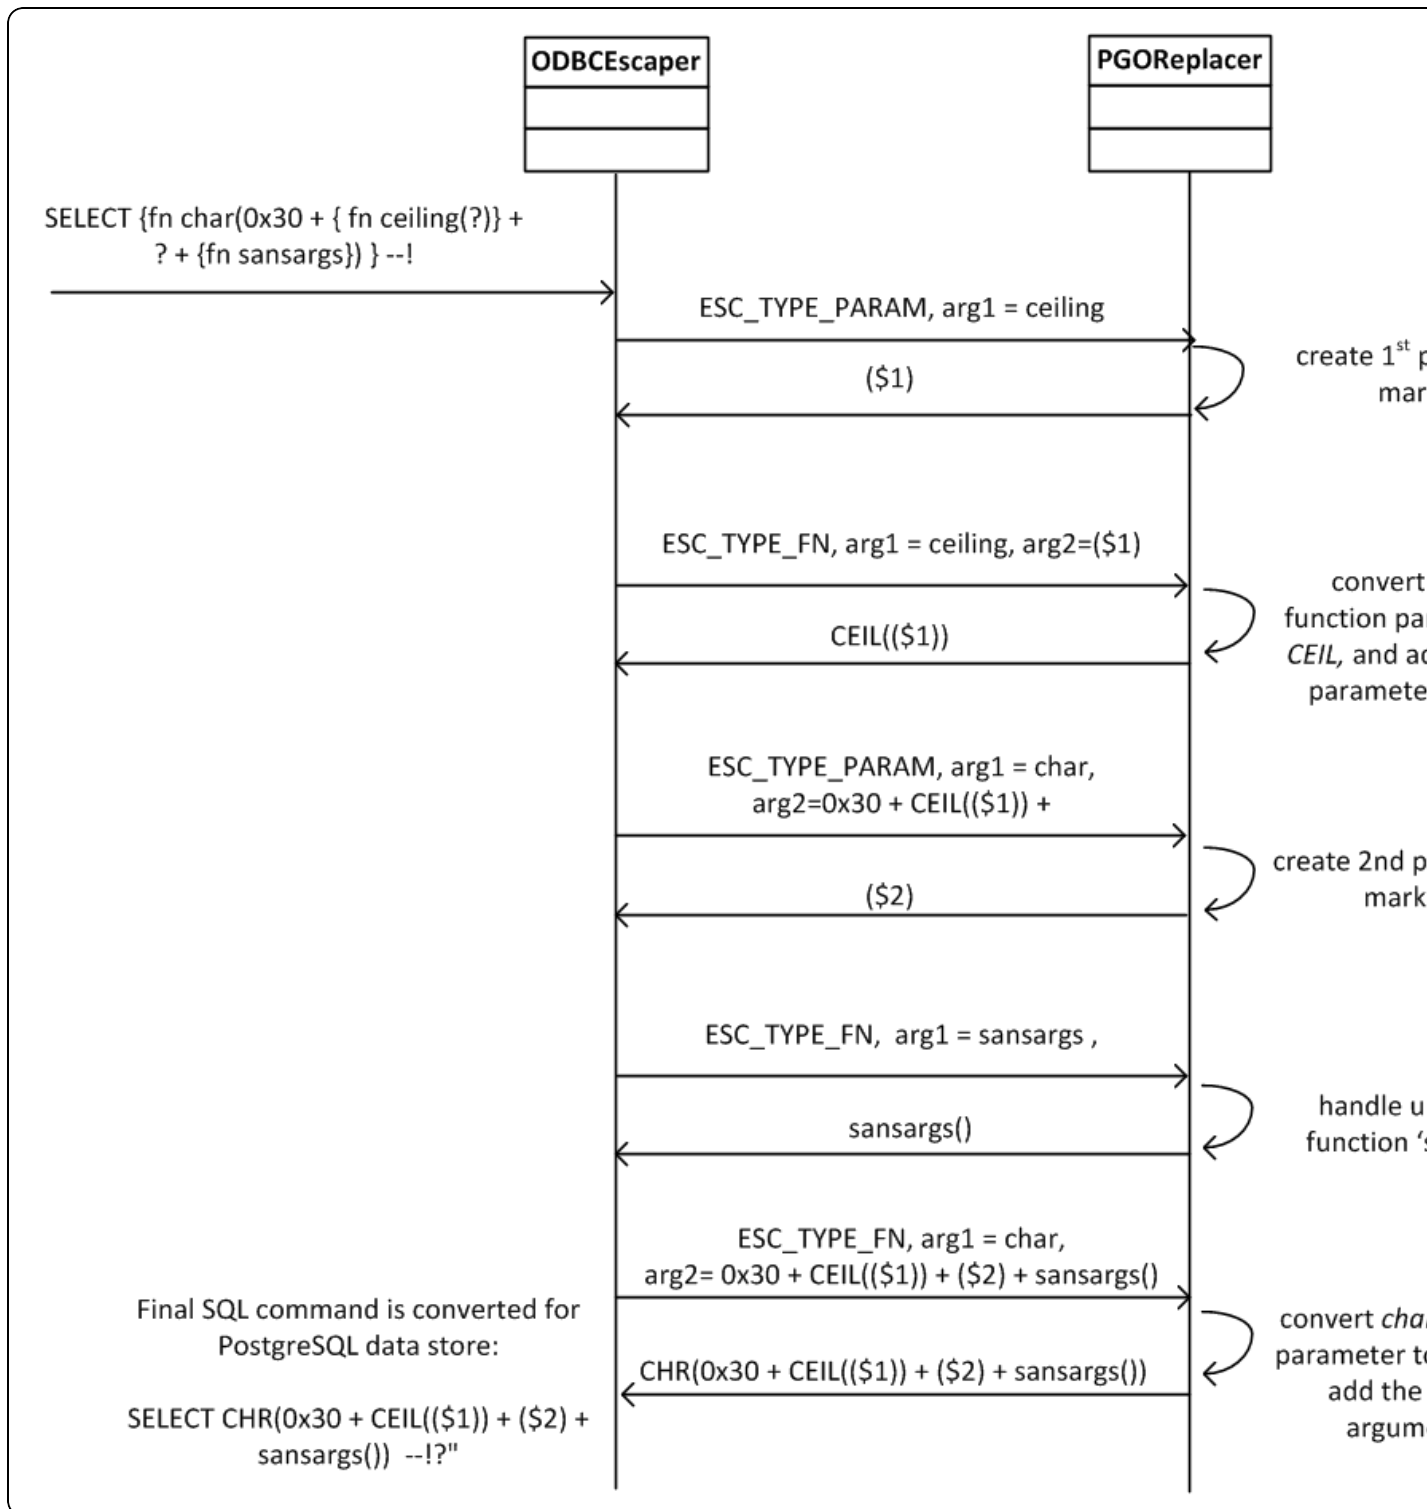 ODBCEscaper
PGOReplacer
SELECT {fn char(0x30 + { fn ceiling(?)} +
? + {fn sansargs}) } --!
ESC_TYPE_PARAM, arg1 = ceiling
create 1st
($1)
ESC_TYPE_FN, arg1 = ceiling, arg2=($1)
convert
function
CEIL, and
CEIL(($1))
ESC_TYPE_PARAM, arg1 = char,
arg2=0x30 + CEIL(($1)) +
create 2nd
($2)
ESC_TYPE_FN, arg1 = sansargs ,
handle
function
sansargs()
ESC_TYPE_FN, arg1 = char,
arg2= 0x30 + CEIL(($1)) + ($2) + sansargs()
convert
parameter
add the
CHR(0x30 + CEIL(($1)) + ($2) + sansargs())
Final SQL command is converted for
PostgreSQL data store:
SELECT CHR(0x30 + CEIL(($1)) + ($2) +
sansargs()) --!?"